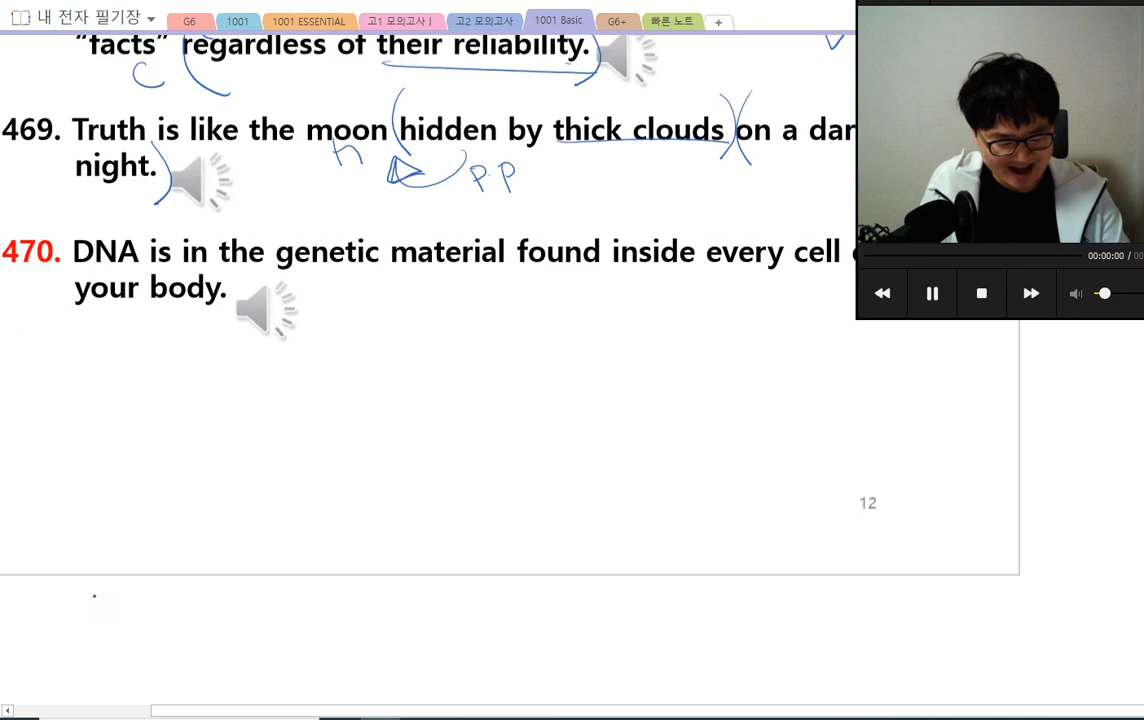 내 전자 필기장
G6
1001
1001 ESSENTIAL
고1 모의고사 I
고2 모의고사
1001 Basic
G6+
빠른 노트
+
“facts” regardless of their reliability.
C
469. Truth is like the moon hidden by thick clouds on a dar
night.
n
p.p
470. DNA is in the genetic material found inside every cell
your body.
00:00:00 / 00
12